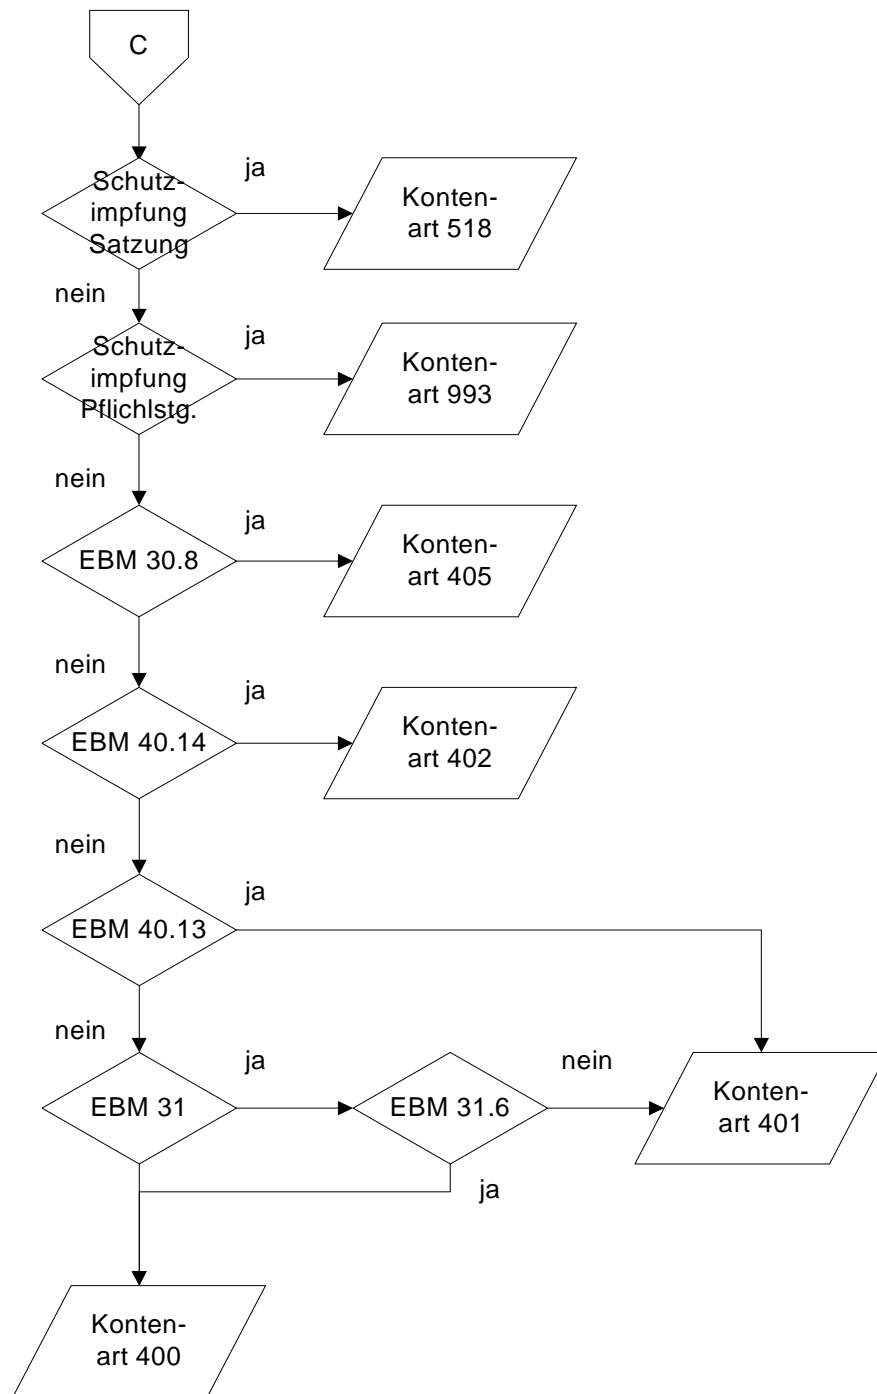 C
Schutz-
impfung
Satzung
ja
Konten-
art 518
nein
Schutz-
impfung
Pflichlstg.
ja
Konten-
art 993
nein
EBM 30.8
ja
Konten-
art 405
nein
EBM 40.14
ja
Konten-
art 402
nein
EBM 40.13
ja
nein
EBM 31
ja
EBM 31.6
nein
Konten-
art 401
ja
Konten-
art 400